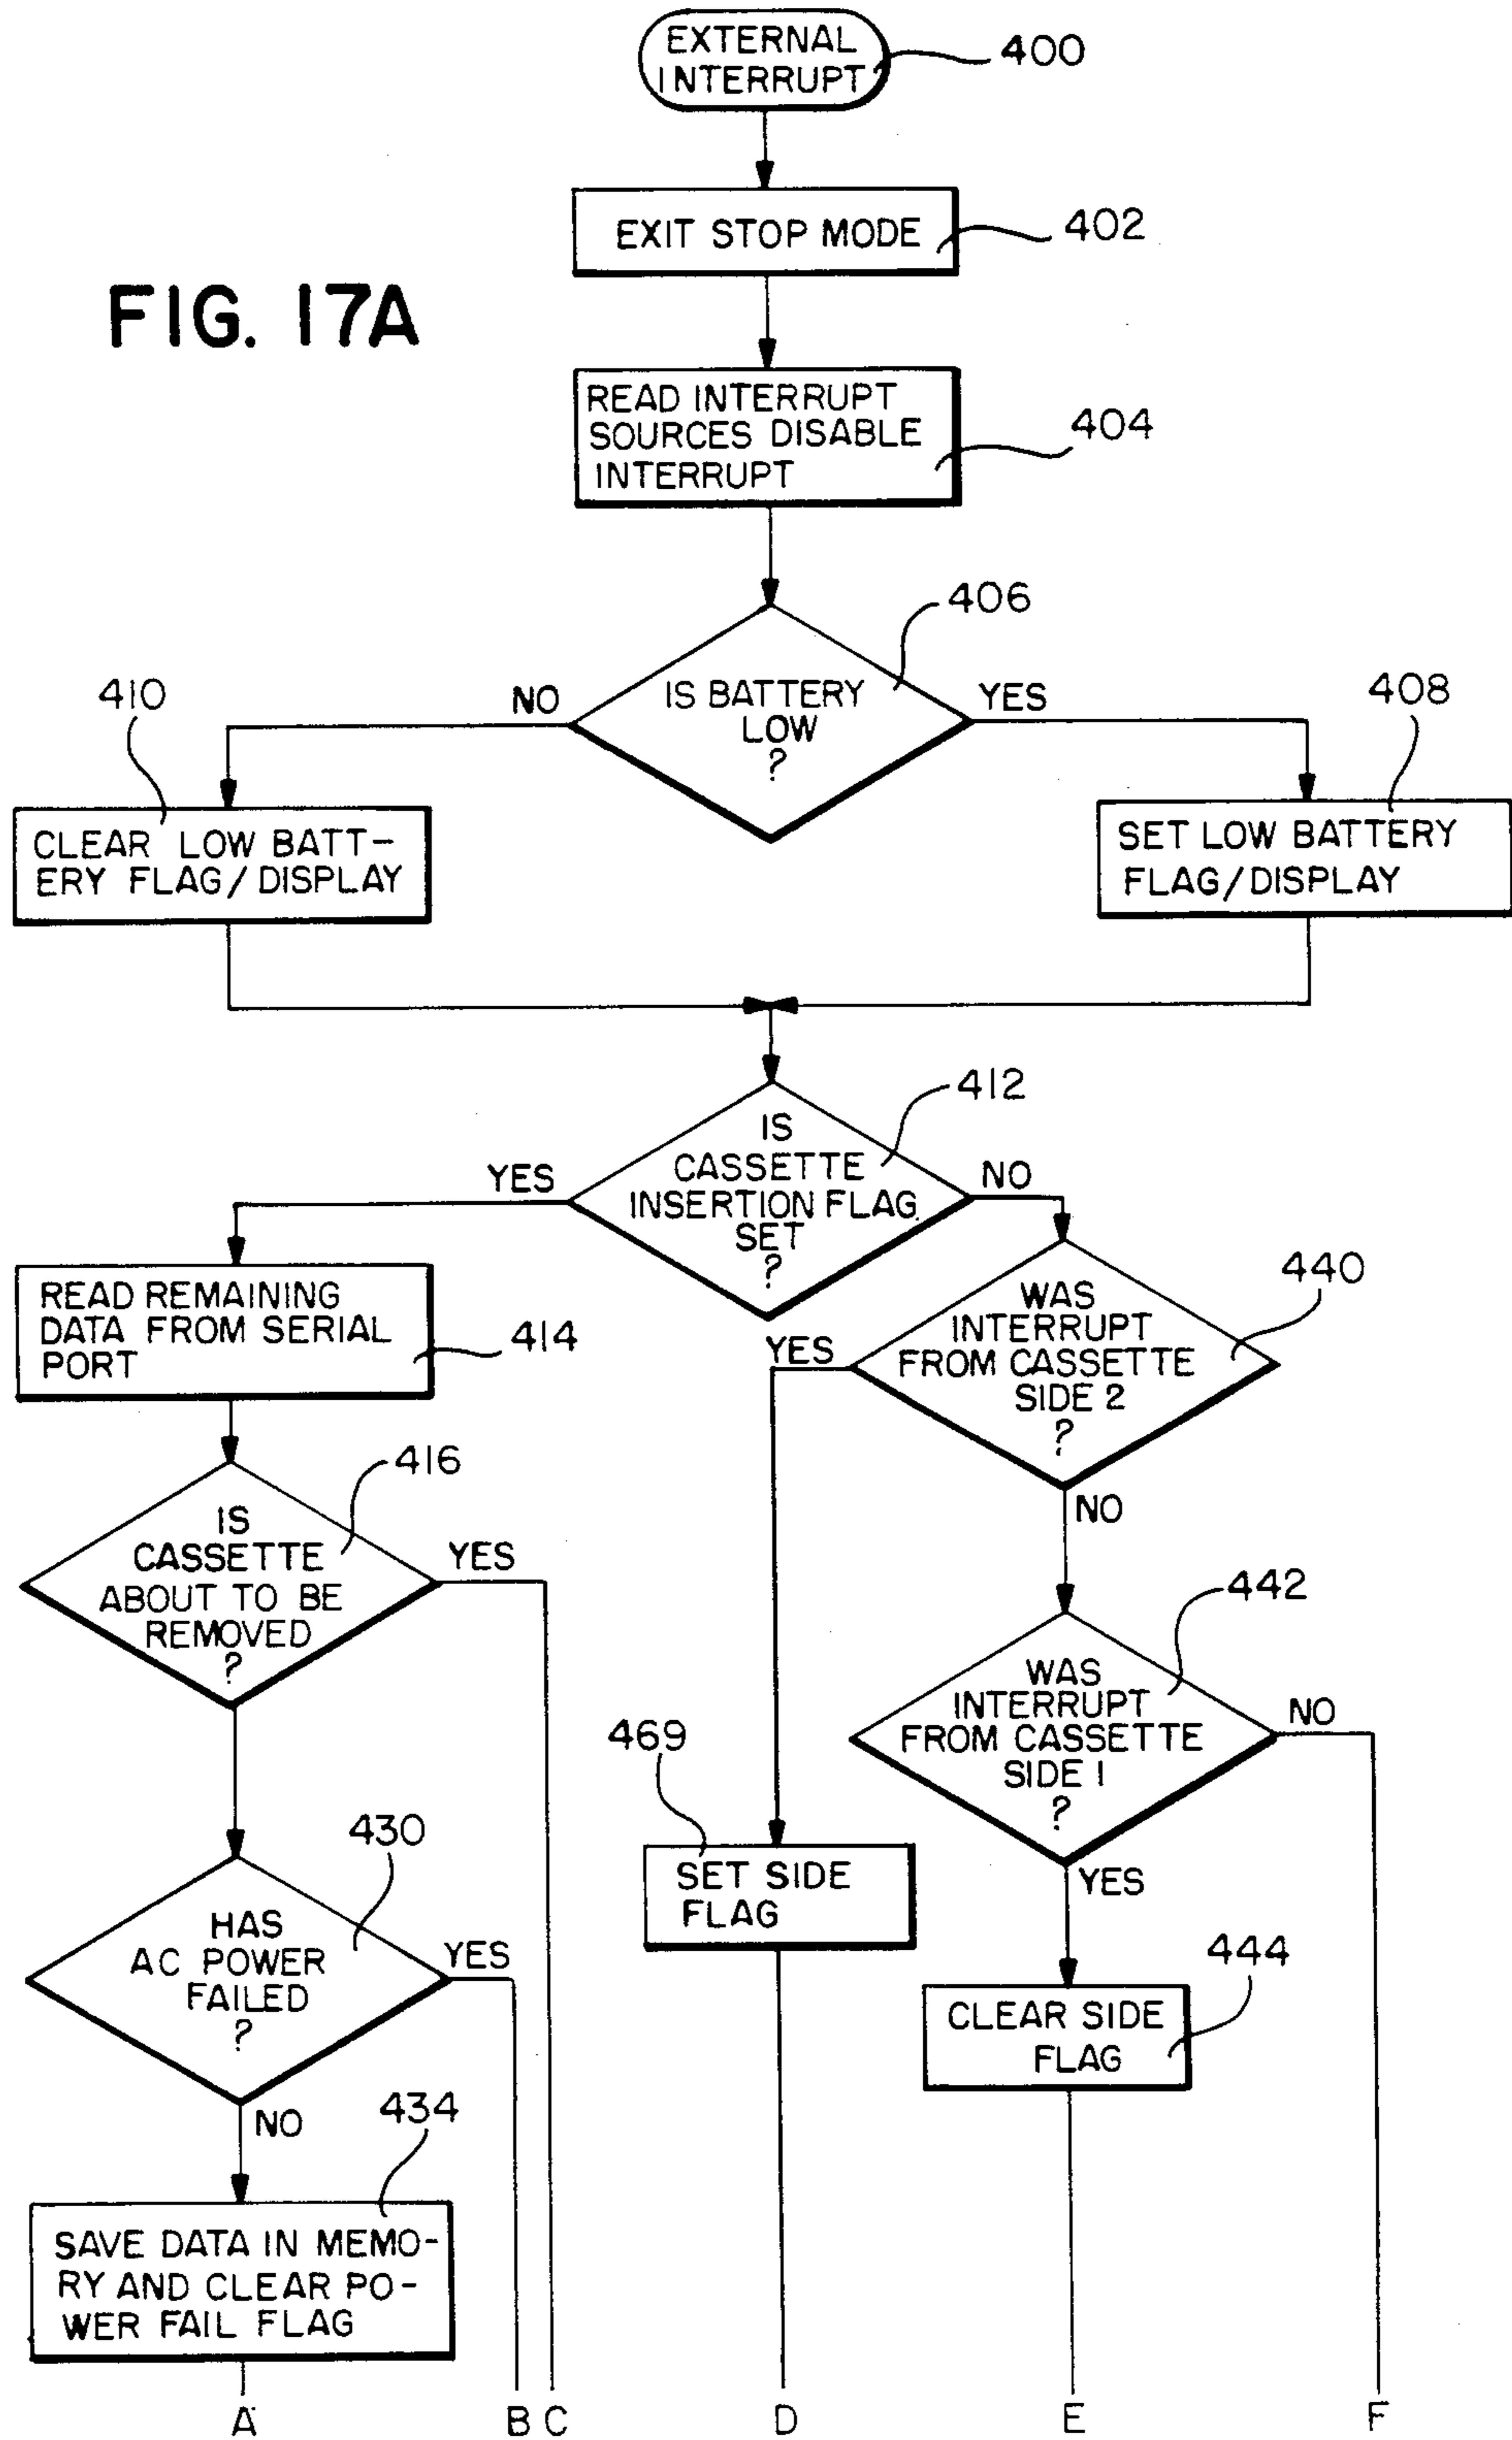 EXTERNAL
INTERRUPT
400
EXIT STOP MODE
402
FIG. 17A
READ INTERRUPT
SOURCES DISABLE
INTERRUPT
404
406
IS BATTERY
LOW
?
NO
YES
410
408
CLEAR LOW BATT-
ERY FLAG/DISPLAY
SET LOW BATTERY
FLAG/DISPLAY
412
IS
CASSETTE
INSERTION FLAG
SET
?
YES
NO
READ REMAINING
DATA FROM SERIAL
PORT
414
440
WAS
INTERRUPT
FROM CASSETTE
SIDE 2
?
YES
NO
416
IS
CASSETTE
ABOUT TO BE
REMOVED
?
YES
442
WAS
INTERRUPT
FROM CASSETTE
SIDE 1
?
NO
YES
469
SET SIDE
FLAG
430
HAS
AC POWER
FAILED
?
YES
NO
444
CLEAR SIDE
FLAG
434
SAVE DATA IN MEMO-
RY AND CLEAR PO-
WER FAIL FLAG
A B C D E F